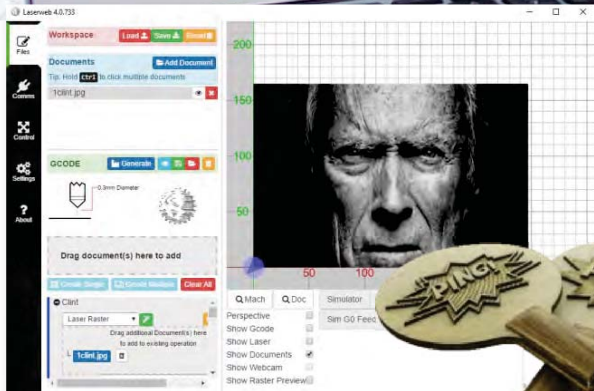 Laserweb 4.0.733
Files
Comms
Control
Settings
? About
Workspace
Load
Save
Documents
Add Document
Tip: Hold Ctrl to click multiple documents
1clint.jpg
GCODE
Generate
0.3mm Diameter
Drag document(s) here to add
Create Single
Create Multiple
Clear All
Clint
Laser Raster
Drag additional Document(s) here
to add to existing operation
1clint.jpg
200
150
100
50
0
50
100
Mach
Doc
Simulator
Perspective
Sim G0 Feed
Show Gcode
Show Laser
Show Documents
Show Webcam
Show Raster Preview
PING!